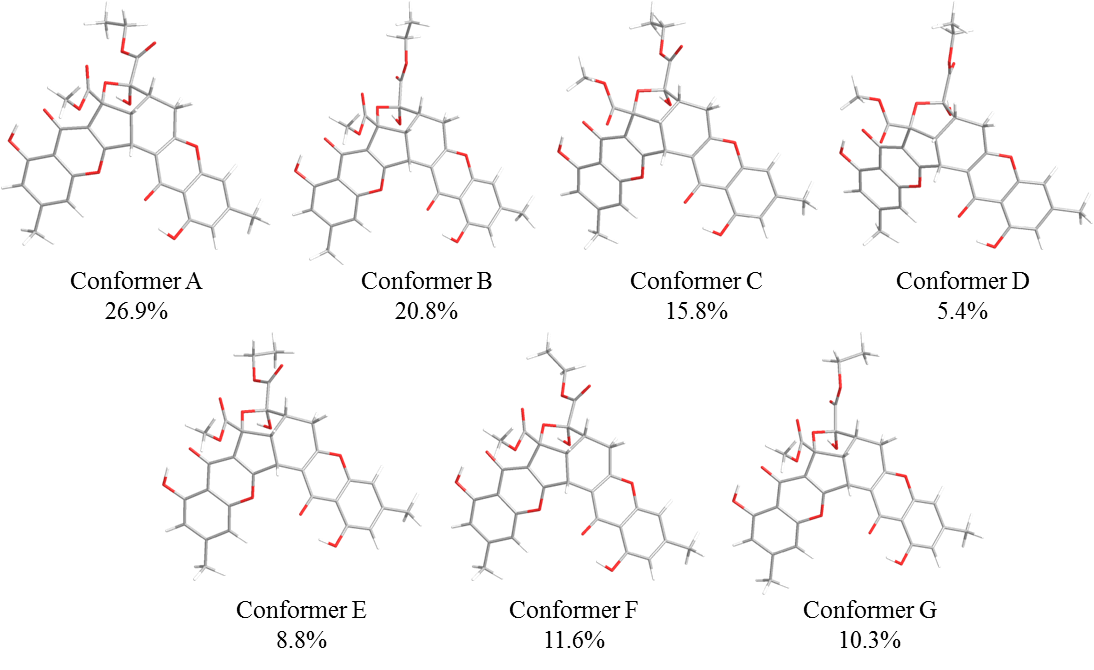 Conformer A
26.9%
Conformer B
20.8%
Conformer C
15.8%
Conformer D
5.4%
Conformer E
8.8%
Conformer F
11.6%
Conformer G
10.3%